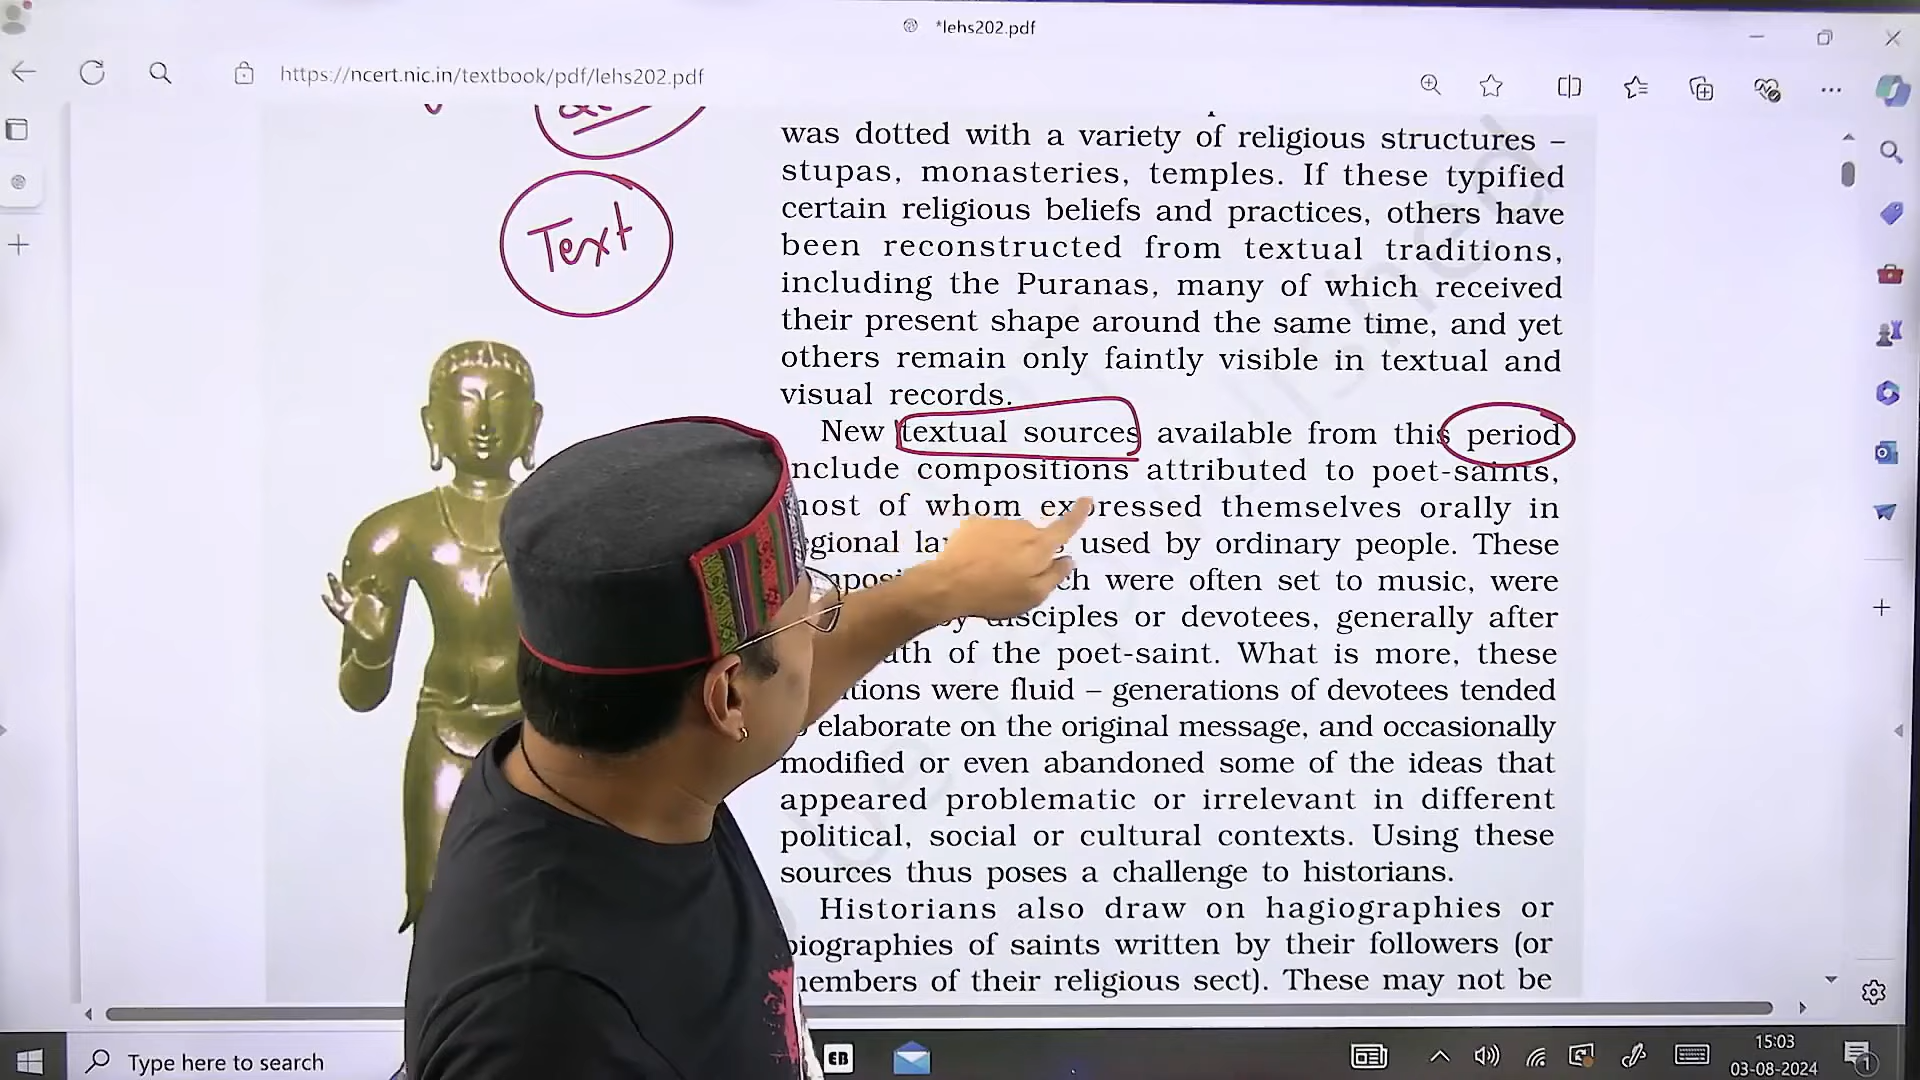 *lehs202.pdf
https://ncert.nic.in/textbook/pdf/lehs202.pdf
Text
was dotted with a variety of religious structures –
stupas, monasteries, temples. If these typified
certain religious beliefs and practices, others have
been reconstructed from textual traditions,
including the Puranas, many of which received
their present shape around the same time, and yet
others remain only faintly visible in textual and
visual records.
New textual sources available from this period
include compositions attributed to poet-saints,
most of whom expressed themselves orally in
regional used by ordinary people. These
were often set to music, were
by disciples or devotees, generally after
of the poet-saint. What is more, these
were fluid – generations of devotees tended
elaborate on the original message, and occasionally
modified or even abandoned some of the ideas that
appeared problematic or irrelevant in different
political, social or cultural contexts. Using these
sources thus poses a challenge to historians.
Historians also draw on hagiographies or
biographies of saints written by their followers (or
members of their religious sect). These may not be
Type here to search
EB
15:03
03-08-2024
1